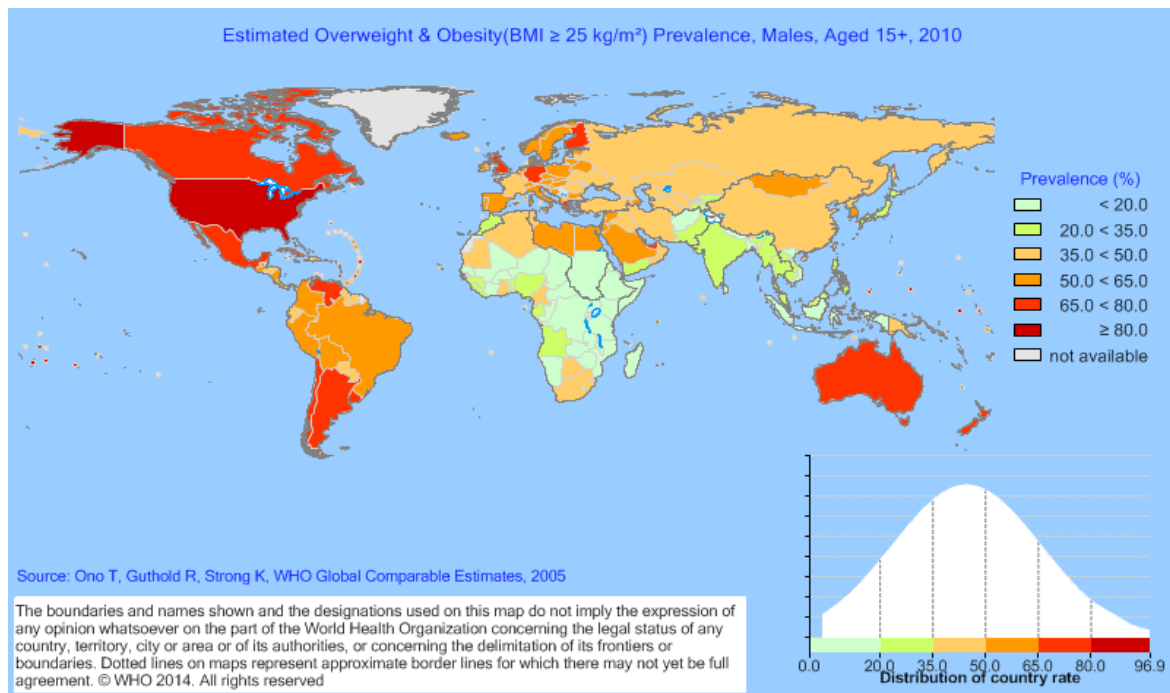 Estimated Overweight & Obesity(BMI ≥ 25 kg/m²) Prevalence, Males, Aged 15+, 2010
Prevalence (%)
< 20.0
20.0 < 35.0
35.0 < 50.0
50.0 < 65.0
65.0 < 80.0
≥ 80.0
not available
Source: Ono T, Guthold R, Strong K, WHO Global Comparable Estimates, 2005
The boundaries and names shown and the designations used on this map do not imply the expression of
any opinion whatsoever on the part of the World Health Organization concerning the legal status of any
country, territory, city or area or of its authorities, or concerning the delimitation of its frontiers or
boundaries. Dotted lines on maps represent approximate border lines for which there may not yet be full
agreement. © WHO 2014. All rights reserved
0.0 20.0 35.0 50.0 65.0 80.0 96.9
Distribution of country rate